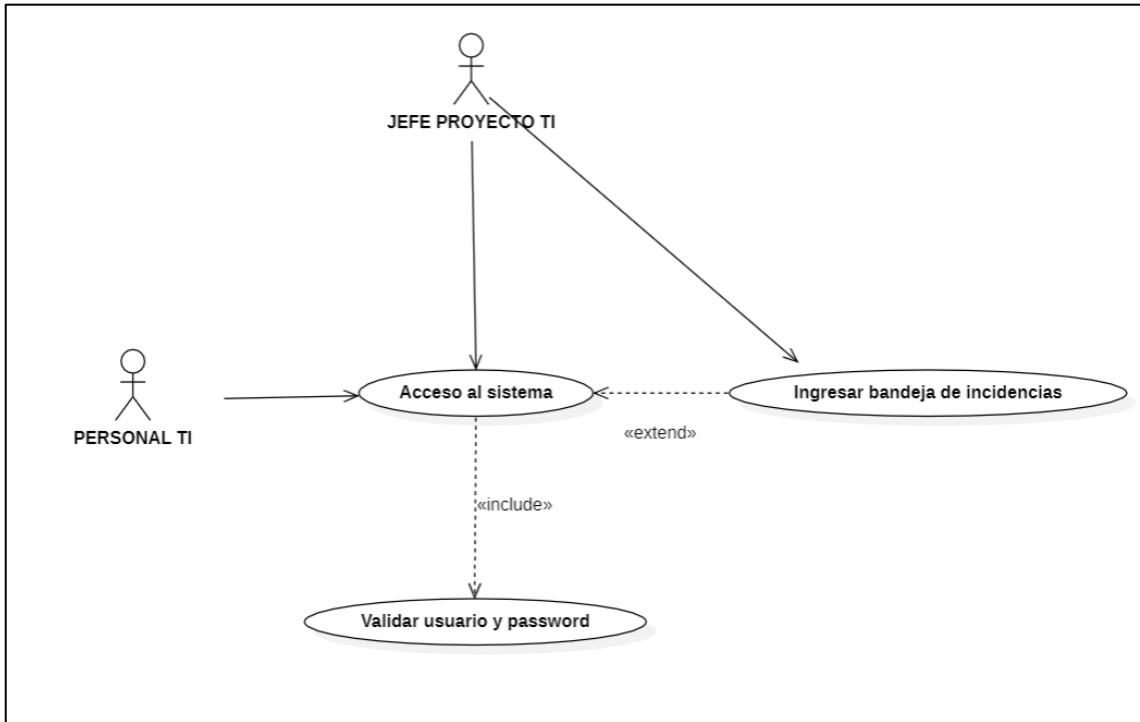 JEFE PROYECTO TI
Acceso al sistema
Ingresar bandeja de incidencias
PERSONAL TI
«extend»
«include»
Validar usuario y password